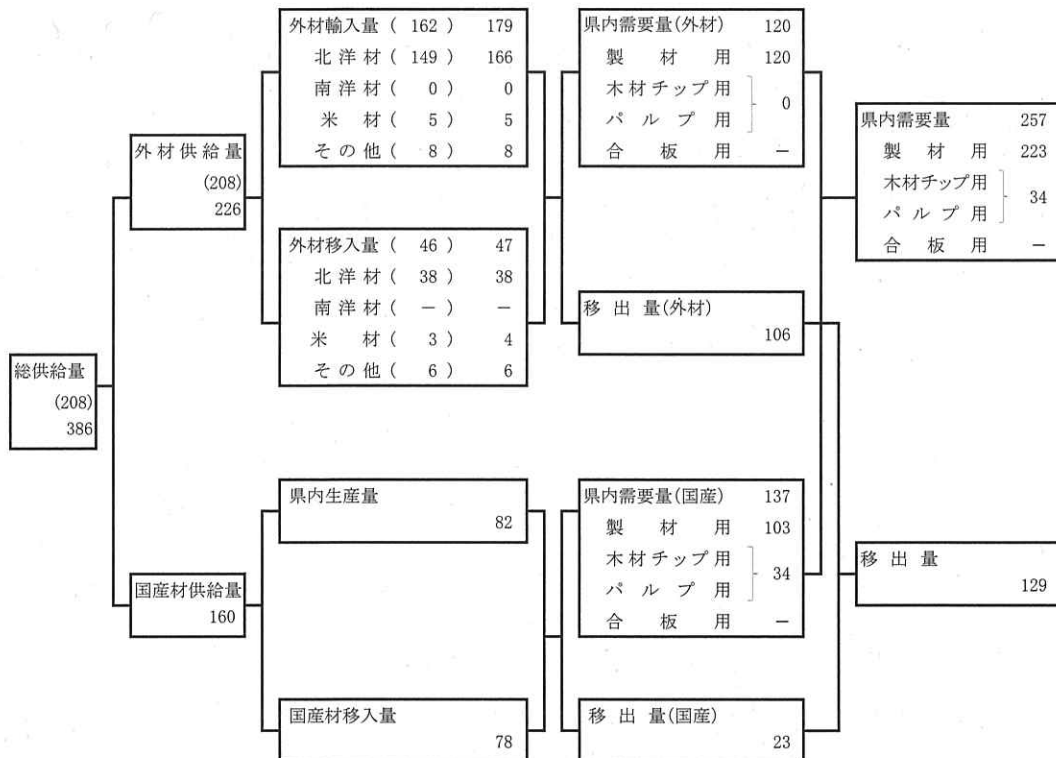 総供給量
(208)
386
外材供給量
(208)
226
国産材供給量
160
外材輸入量 ( 162 ) 179
北洋材 ( 149 ) 166
南洋材 ( 0 ) 0
米材 ( 5 ) 5
その他 ( 8 ) 8
外材移入量 ( 46 ) 47
北洋材 ( 38 ) 38
南洋材 ( − ) −
米材 ( 3 ) 4
その他 ( 6 ) 6
県内生産量
82
国産材移入量
78
県内需要量(外材) 120
製材用 120
木材チップ用
0
パルプ用
合板用 −
移出量(外材)
106
県内需要量(国産) 137
製材用 103
木材チップ用
34
パルプ用
合板用 −
移出量(国産)
23
県内需要量 257
製材用 223
木材チップ用
34
パルプ用
合板用 −
移出量
129